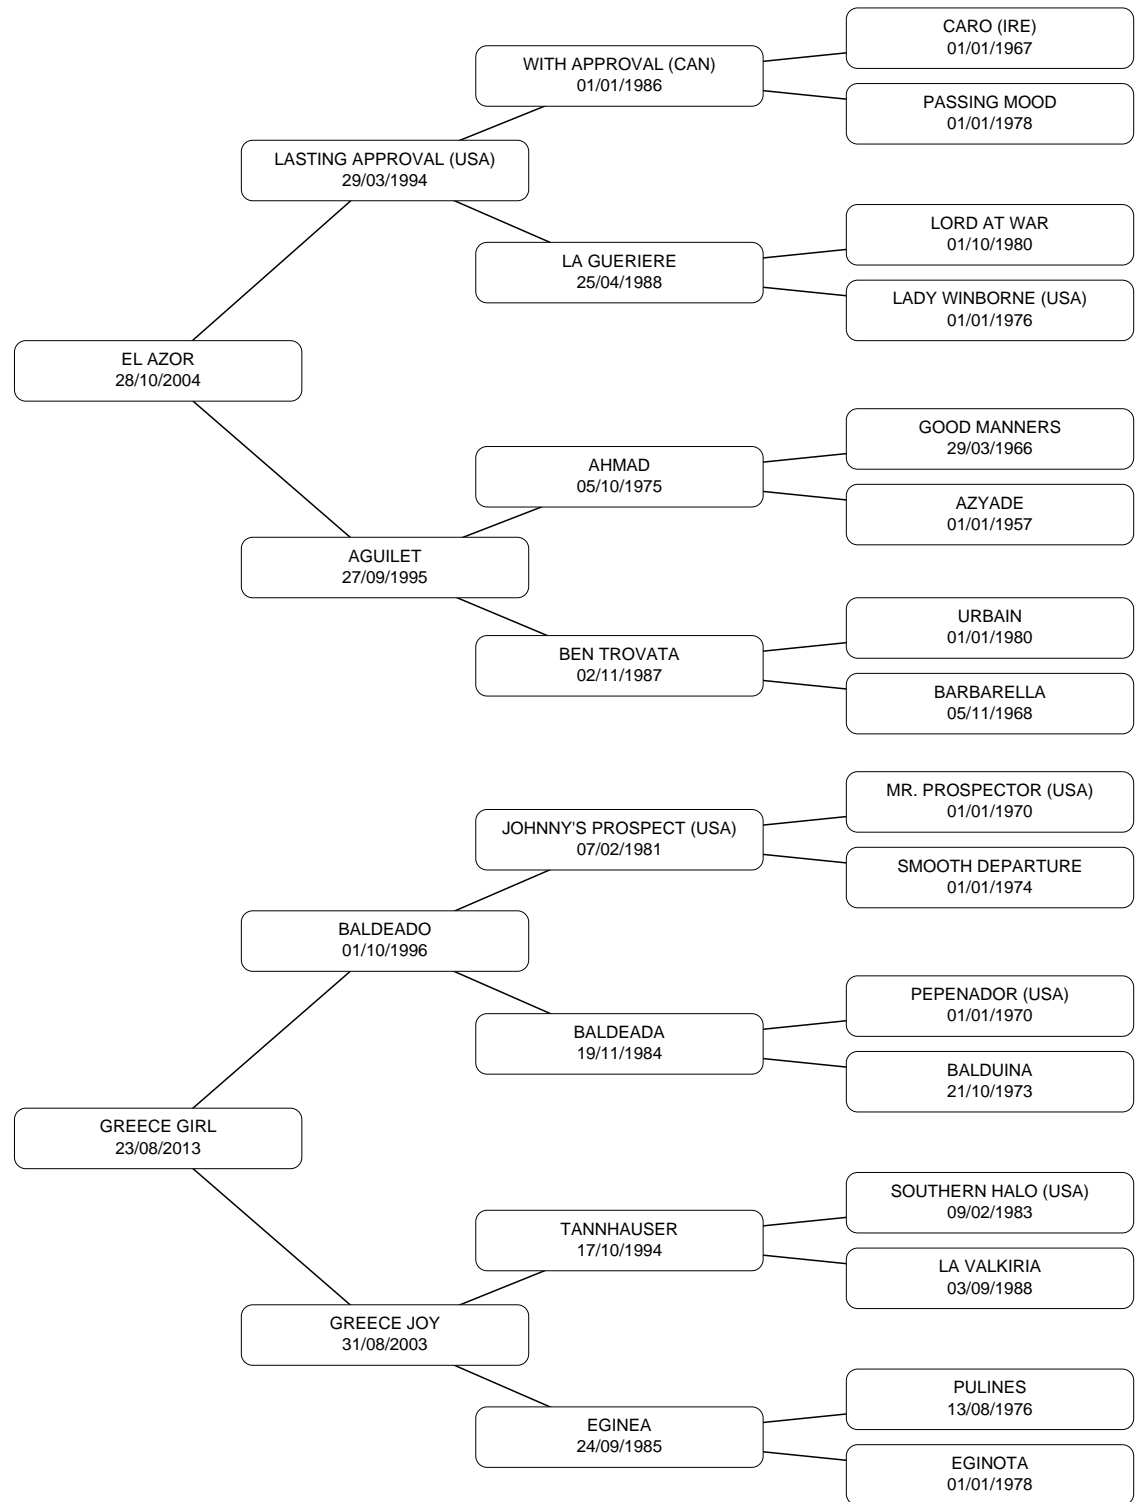 CARO (IRE)
01/01/1967
WITH APPROVAL (CAN)
01/01/1986
PASSING MOOD
01/01/1978
LASTING APPROVAL (USA)
29/03/1994
LORD AT WAR
01/10/1980
LA GUERIERE
25/04/1988
LADY WINBORNE (USA)
01/01/1976
EL AZOR
28/10/2004
GOOD MANNERS
29/03/1966
AHMAD
05/10/1975
AZYADE
01/01/1957
AGUILET
27/09/1995
URBAIN
01/01/1980
BEN TROVATA
02/11/1987
BARBARELLA
05/11/1968
MR. PROSPECTOR (USA)
01/01/1970
JOHNNY'S PROSPECT (USA)
07/02/1981
SMOOTH DEPARTURE
01/01/1974
BALDEADO
01/10/1996
PEPENADOR (USA)
01/01/1970
BALDEADA
19/11/1984
BALDUINA
21/10/1973
GREECE GIRL
23/08/2013
SOUTHERN HALO (USA)
09/02/1983
TANNHAUSER
17/10/1994
LA VALKIRIA
03/09/1988
GREECE JOY
31/08/2003
PULINES
13/08/1976
EGINEA
24/09/1985
EGINOTA
01/01/1978